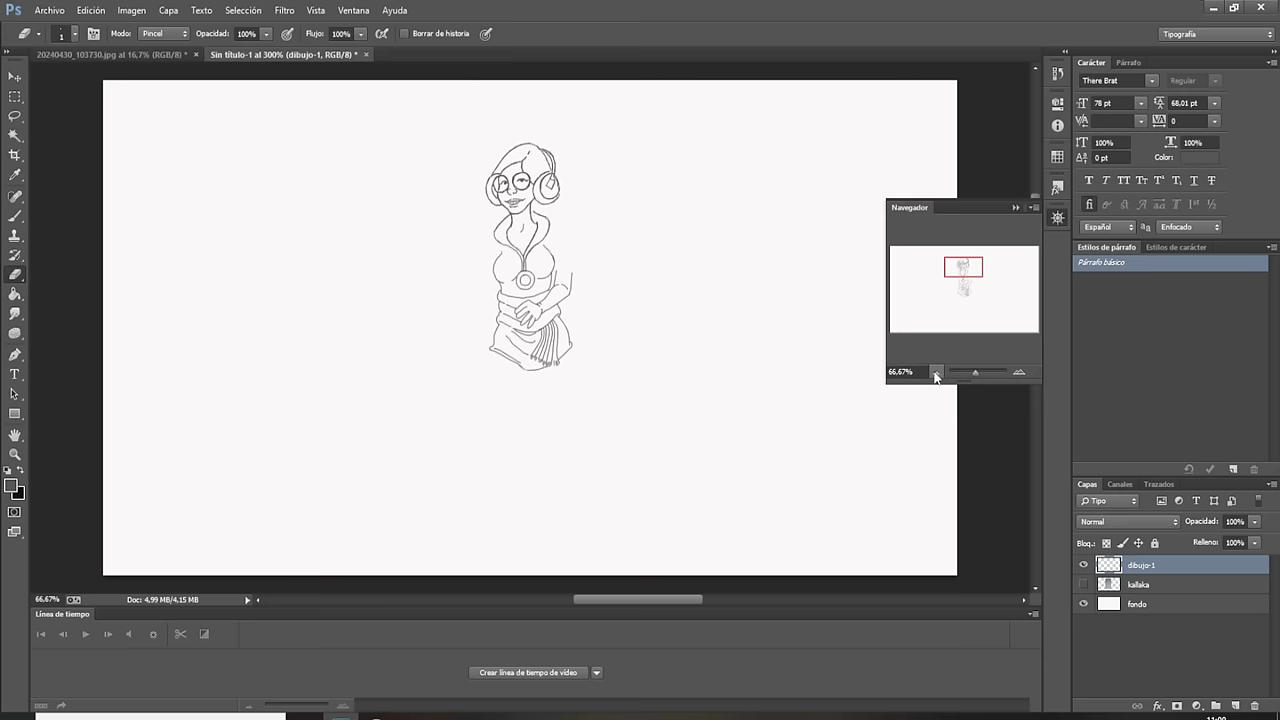 Ps Archivo Edición Imagen Capa Texto Selección Filtro Vista Ventana Ayuda
1 Modo: Pincel Opacidad: 100% Flujo: 100% Borrar de historia Tipografía
20240430_103730.jpg al 16,7% (RGB/8) * × Sin título-1 al 300% (dibujo-1, RGB/8) * ×
Carácter Párrafo
There Brat Regular
78 pt 68,01 pt
0
100% 100%
0 pt Color:
Español Enfocado
Estilos de párrafo Estilos de carácter
Párrafo básico
Navegador
66,67%
Capas Canales Trazados
Tipo
Normal Opacidad: 100%
Bloq.: Relleno: 100%
dibujo-1
kallaka
fondo
66,67% Doc: 4,99 MB/4,15 MB
Línea de tiempo
Crear línea de tiempo de vídeo